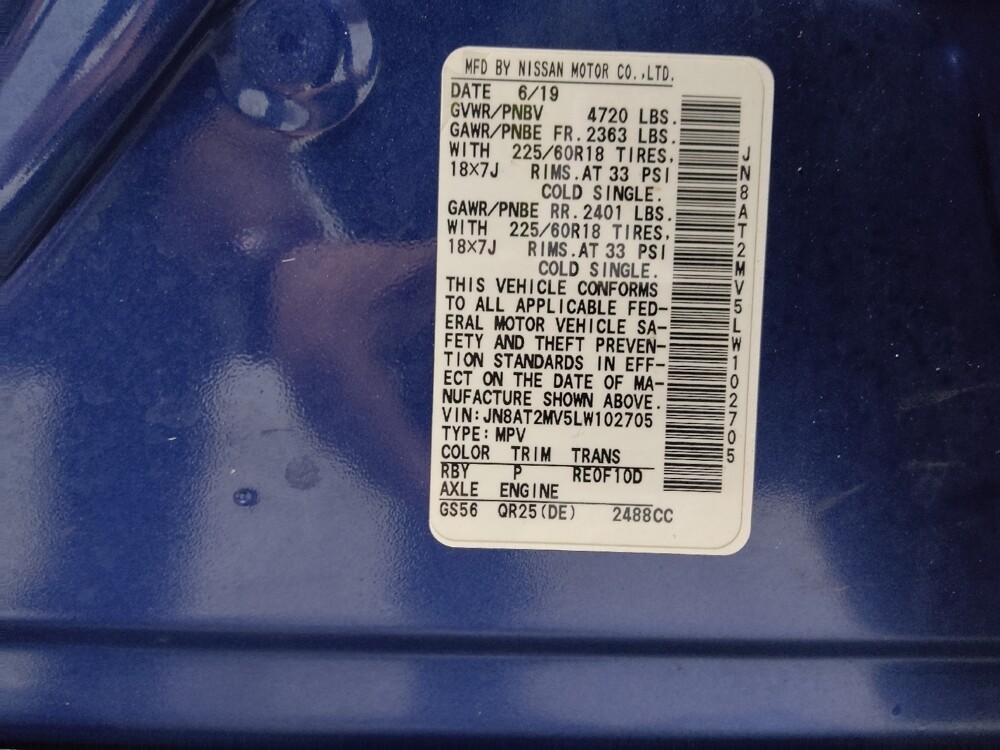 MFD BY NISSAN MOTOR CO.,LTD.
DATE 6/19
GVWR/PNBV 4720 LBS.
GAWR/PNBE FR.2363 LBS.
WITH 225/60R18 TIRES,
18×7J RIMS.AT 33 PSI
COLD SINGLE.
GAWR/PNBE RR.2401 LBS.
WITH 225/60R18 TIRES,
18×7J RIMS.AT 33 PSI
COLD SINGLE.
THIS VEHICLE CONFORMS
TO ALL APPLICABLE FED-
ERAL MOTOR VEHICLE SA-
FETY AND THEFT PREVEN-
TION STANDARDS IN EFF-
ECT ON THE DATE OF MA-
NUFACTURE SHOWN ABOVE.
VIN:JN8AT2MV5LW102705
TYPE:MPV
COLOR TRIM TRANS
RBY P RE0F10D
AXLE ENGINE
GS56 QR25(DE) 2488CC
JN8AT2MV5LW102705